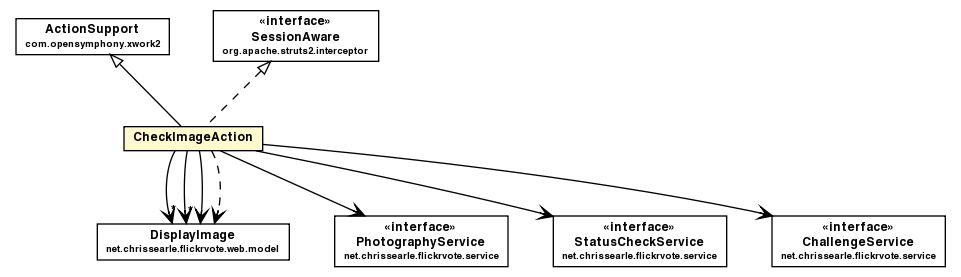 ActionSupport
com.opensymphony.xwork2
«interface»
SessionAware
org.apache.struts2.interceptor
CheckImageAction
* *
DisplayImage
net.chrissearle.flickrvote.web.model
«interface»
PhotographyService
net.chrissearle.flickrvote.service
«interface»
StatusCheckService
net.chrissearle.flickrvote.service
«interface»
ChallengeService
net.chrissearle.flickrvote.service